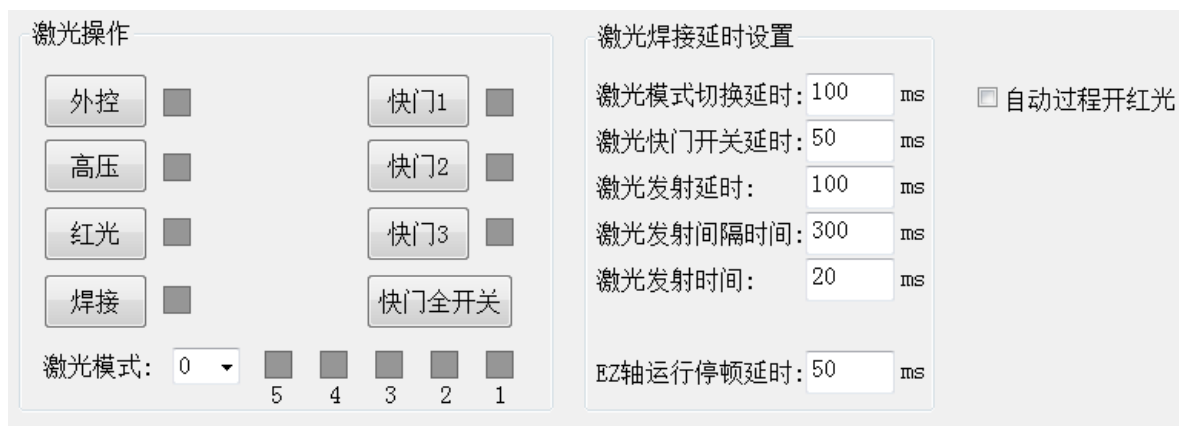 激光操作
外控
快门1
高压
快门2
红光
快门3
焊接
快门全开关
激光模式: 0
5 4 3 2 1
激光焊接延时设置
激光模式切换延时: 100 ms
激光快门开关延时: 50 ms
激光发射延时: 100 ms
激光发射间隔时间: 300 ms
激光发射时间: 20 ms
EZ轴运行停顿延时: 50 ms
自动过程开红光